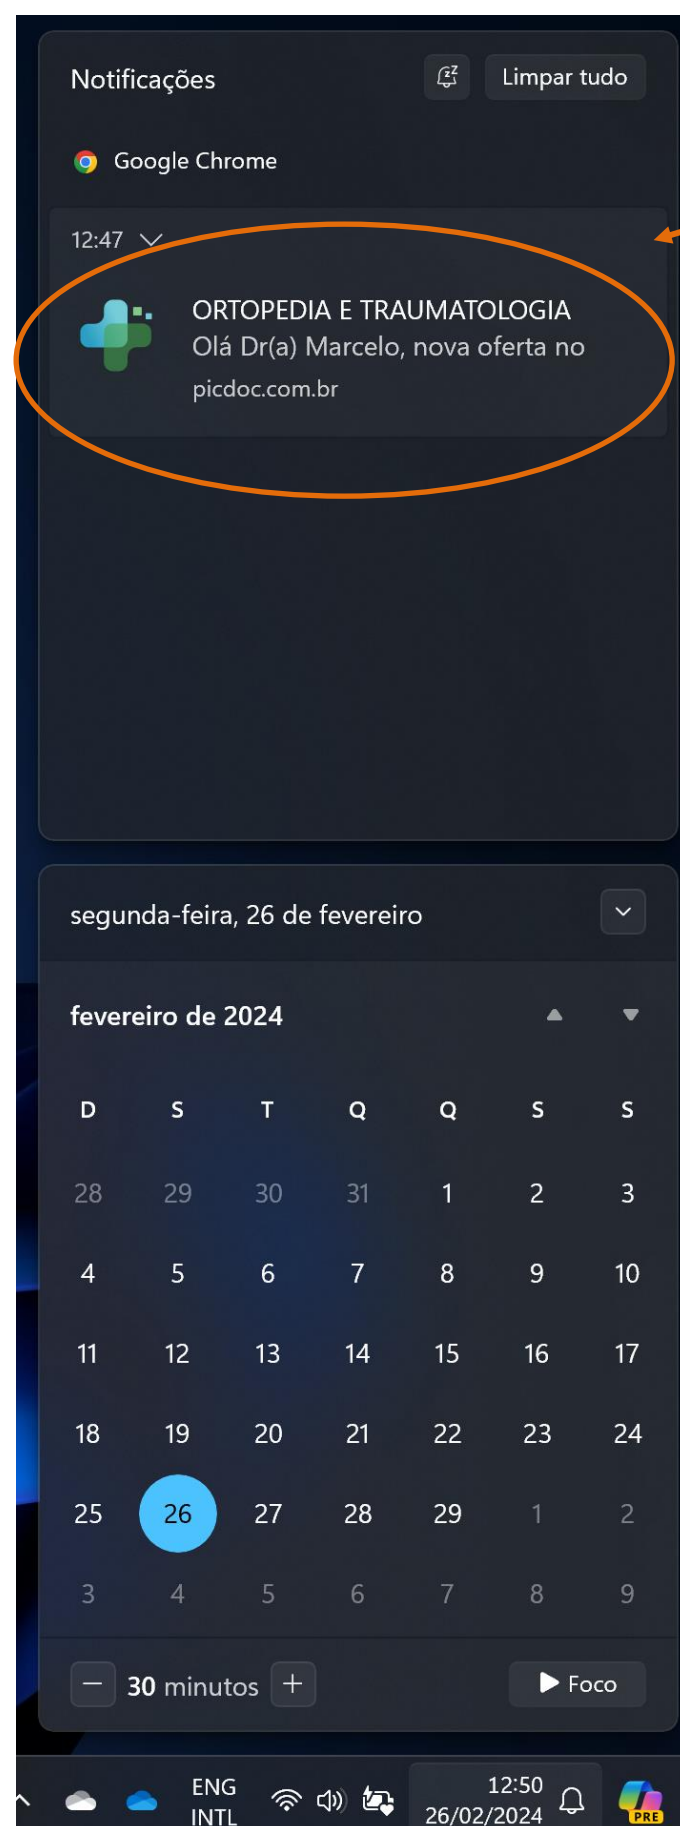 Notificações
Limpar tudo
Google Chrome
12:47
ORTOPEDIA E TRAUMATOLOGIA
Olá Dr(a) Marcelo, nova oferta no
picdoc.com.br
segunda-feira, 26 de fevereiro
fevereiro de 2024
D S T Q Q S S
28 29 30 31 1 2 3
4 5 6 7 8 9 10
11 12 13 14 15 16 17
18 19 20 21 22 23 24
25 26 27 28 29 1 2
3 4 5 6 7 8 9
30 minutos
Foco
ENG
INTL
12:50
26/02/2024
PRE